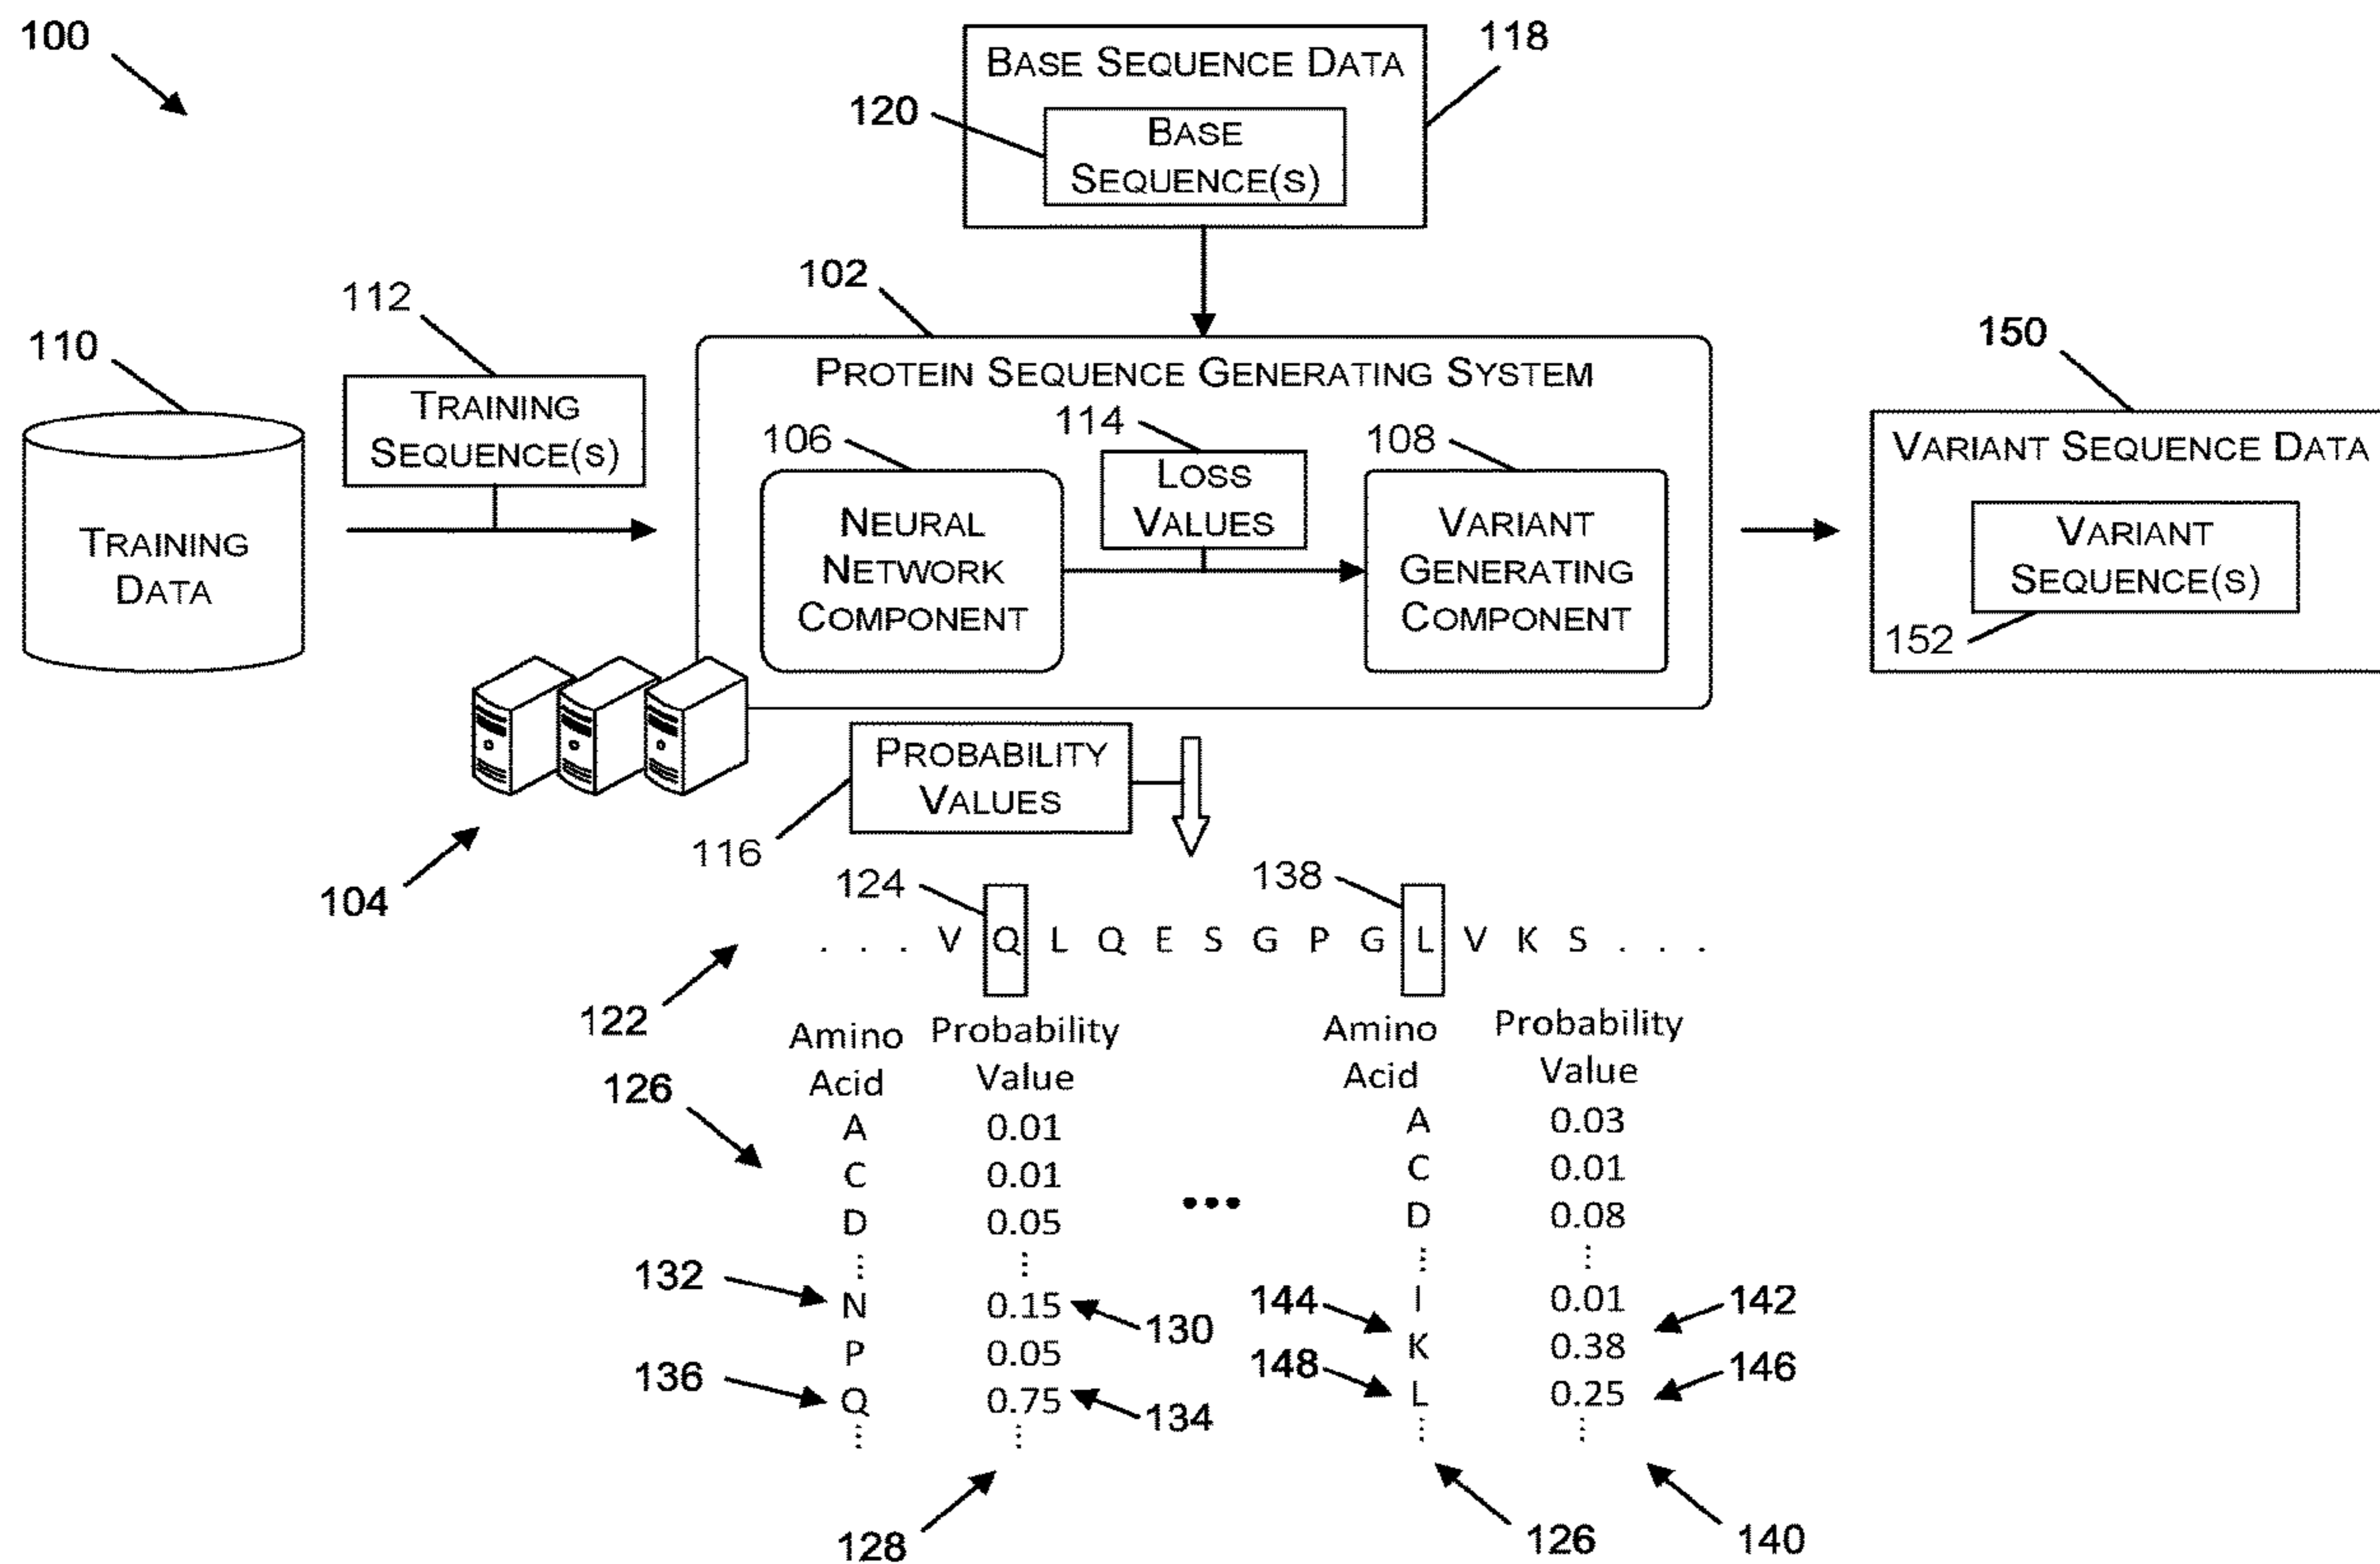 100
BASE SEQUENCE DATA
118
120
BASE
SEQUENCE(S)
102
112
110
TRAINING
SEQUENCE(S)
TRAINING
DATA
PROTEIN SEQUENCE GENERATING SYSTEM
106
114
108
LOSS
VALUES
NEURAL
NETWORK
COMPONENT
VARIANT
GENERATING
COMPONENT
150
VARIANT SEQUENCE DATA
VARIANT
SEQUENCE(S)
152
104
PROBABILITY
VALUES
116
124
138
122
. . . V Q L Q E S G P G L V K S . . .
126
Amino Probability
Acid Value
A 0.01
C 0.01
D 0.05
⋮ ⋮
132 N 0.15 130
P 0.05
136 Q 0.75 134
⋮ ⋮
128
...
Amino Probability
Acid Value
A 0.03
C 0.01
D 0.08
⋮ ⋮
I 0.01
144 K 0.38 142
148 L 0.25 146
⋮ ⋮
126 140